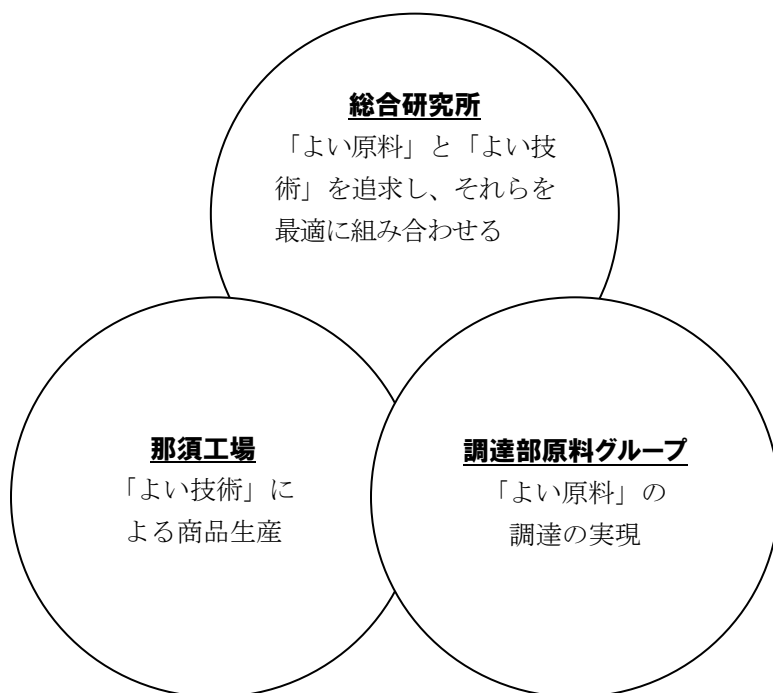 総合研究所
「よい原料」と「よい技
術」を追求し、それらを
最適に組み合わせる
那須工場
「よい技術」に
よる商品生産
調達部原料グループ
「よい原料」の
調達の実現